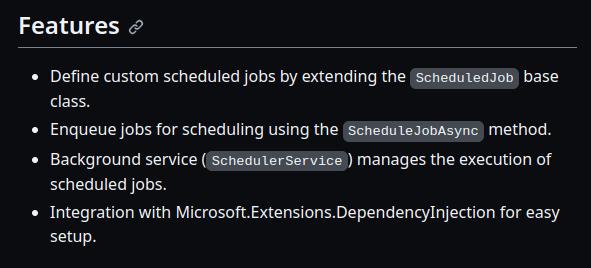 Features
Define custom scheduled jobs by extending the ScheduledJob base
class.
Enqueue jobs for scheduling using the ScheduleJobAsync method.
Background service (SchedulerService) manages the execution of
scheduled jobs.
Integration with Microsoft.Extensions.DependencyInjection for easy
setup.